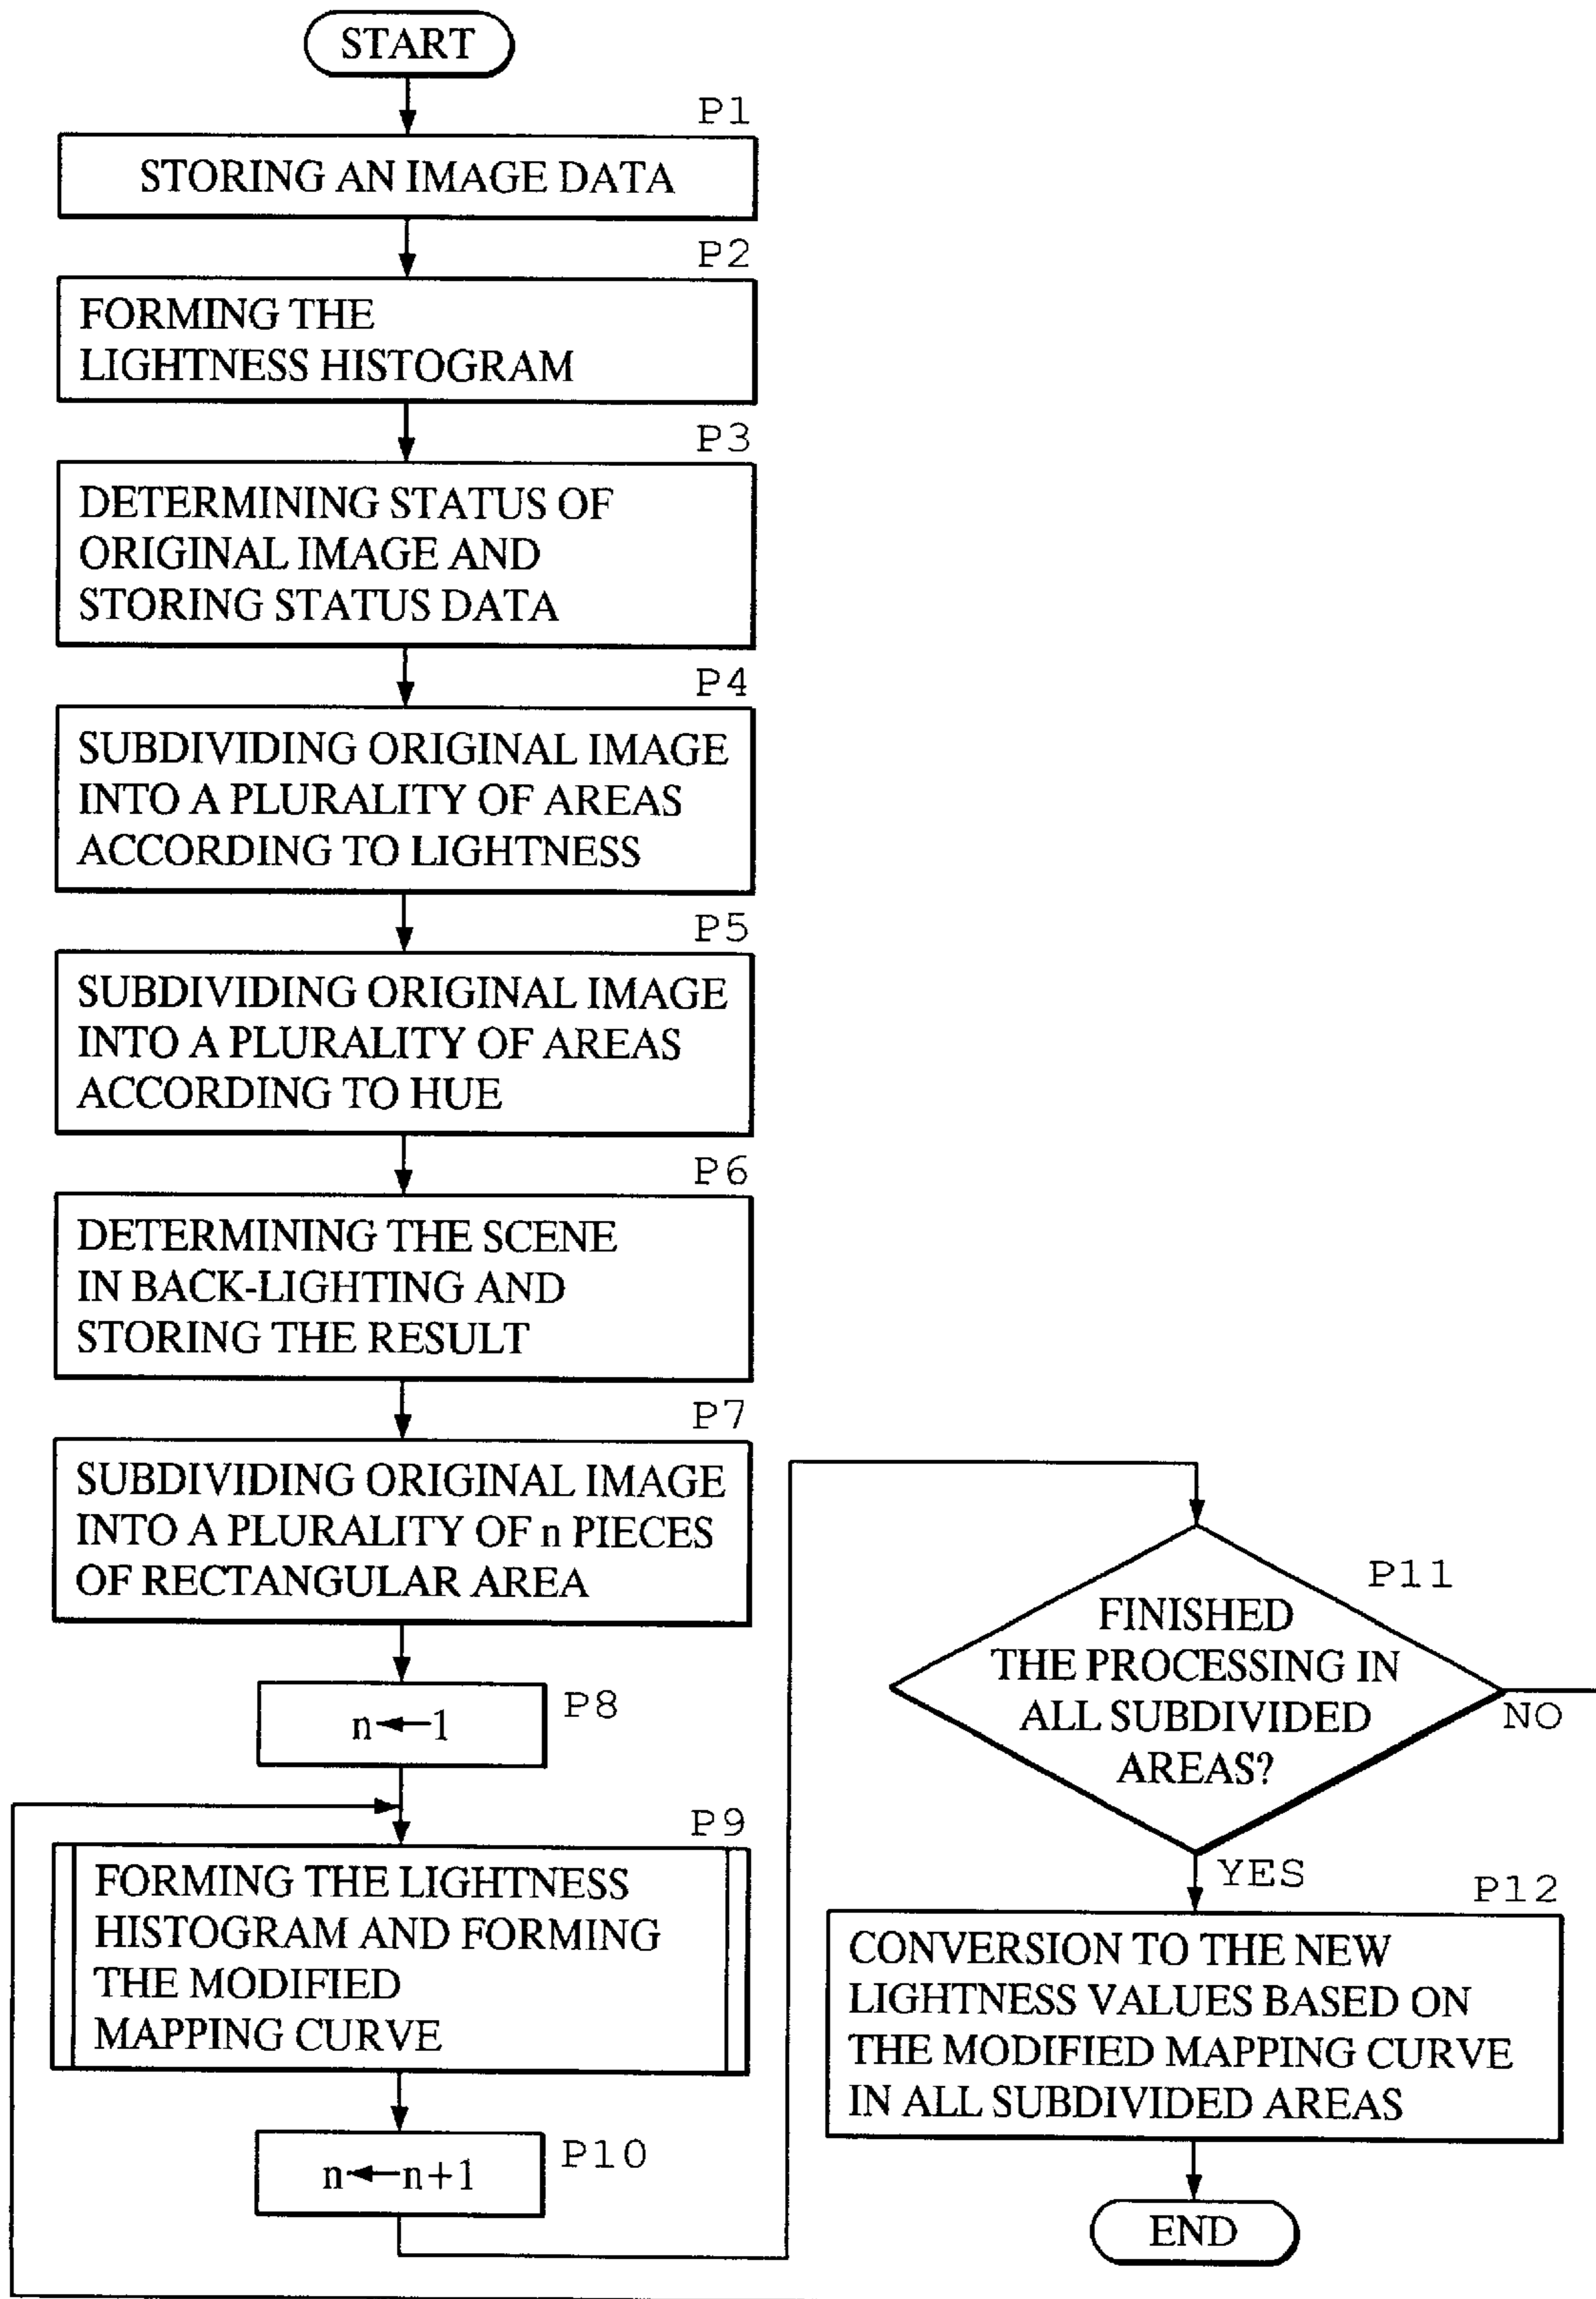 START
P1
STORING AN IMAGE DATA
P2
FORMING THE
LIGHTNESS HISTOGRAM
P3
DETERMINING STATUS OF
ORIGINAL IMAGE AND
STORING STATUS DATA
P4
SUBDIVIDING ORIGINAL IMAGE
INTO A PLURALITY OF AREAS
ACCORDING TO LIGHTNESS
P5
SUBDIVIDING ORIGINAL IMAGE
INTO A PLURALITY OF AREAS
ACCORDING TO HUE
P6
DETERMINING THE SCENE
IN BACK-LIGHTING AND
STORING THE RESULT
P7
SUBDIVIDING ORIGINAL IMAGE
INTO A PLURALITY OF n PIECES
OF RECTANGULAR AREA
P8
n←1
P9
FORMING THE LIGHTNESS
HISTOGRAM AND FORMING
THE MODIFIED
MAPPING CURVE
P10
n←n+1
P11
FINISHED
THE PROCESSING IN
ALL SUBDIVIDED
AREAS?
NO
YES
P12
CONVERSION TO THE NEW
LIGHTNESS VALUES BASED ON
THE MODIFIED MAPPING CURVE
IN ALL SUBDIVIDED AREAS
END